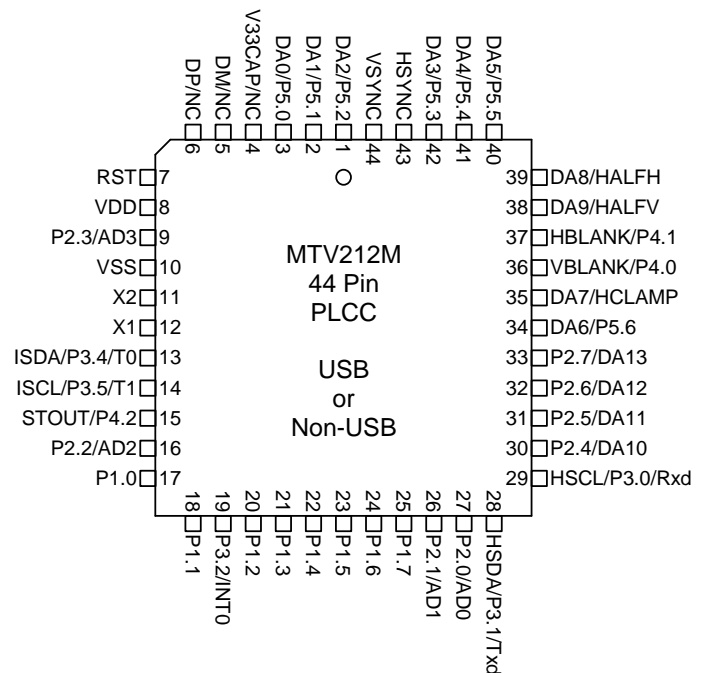 DP/NC
DM/NC
V33CAP/NC
DA0/P5.0
DA1/P5.1
DA2/P5.2
VSYNC
HSYNC
DA3/P5.3
DA4/P5.4
DA5/P5.5
6
5
4
3
2
1
44
43
42
41
40
RST 7
VDD 8
P2.3/AD3 9
VSS 10
X2 11
X1 12
ISDA/P3.4/T0 13
ISCL/P3.5/T1 14
STOUT/P4.2 15
P2.2/AD2 16
P1.0 17
MTV212M
44 Pin
PLCC
USB
or
Non-USB
39 DA8/HALFH
38 DA9/HALFV
37 HBLANK/P4.1
36 VBLANK/P4.0
35 DA7/HCLAMP
34 DA6/P5.6
33 P2.7/DA13
32 P2.6/DA12
31 P2.5/DA11
30 P2.4/DA10
29 HSCL/P3.0/Rxd
18 P1.1
19 P3.2/INT0
20 P1.2
21 P1.3
22 P1.4
23 P1.5
24 P1.6
25 P1.7
26 P2.1/AD1
27 P2.0/AD0
28 HSDA/P3.1/Txd